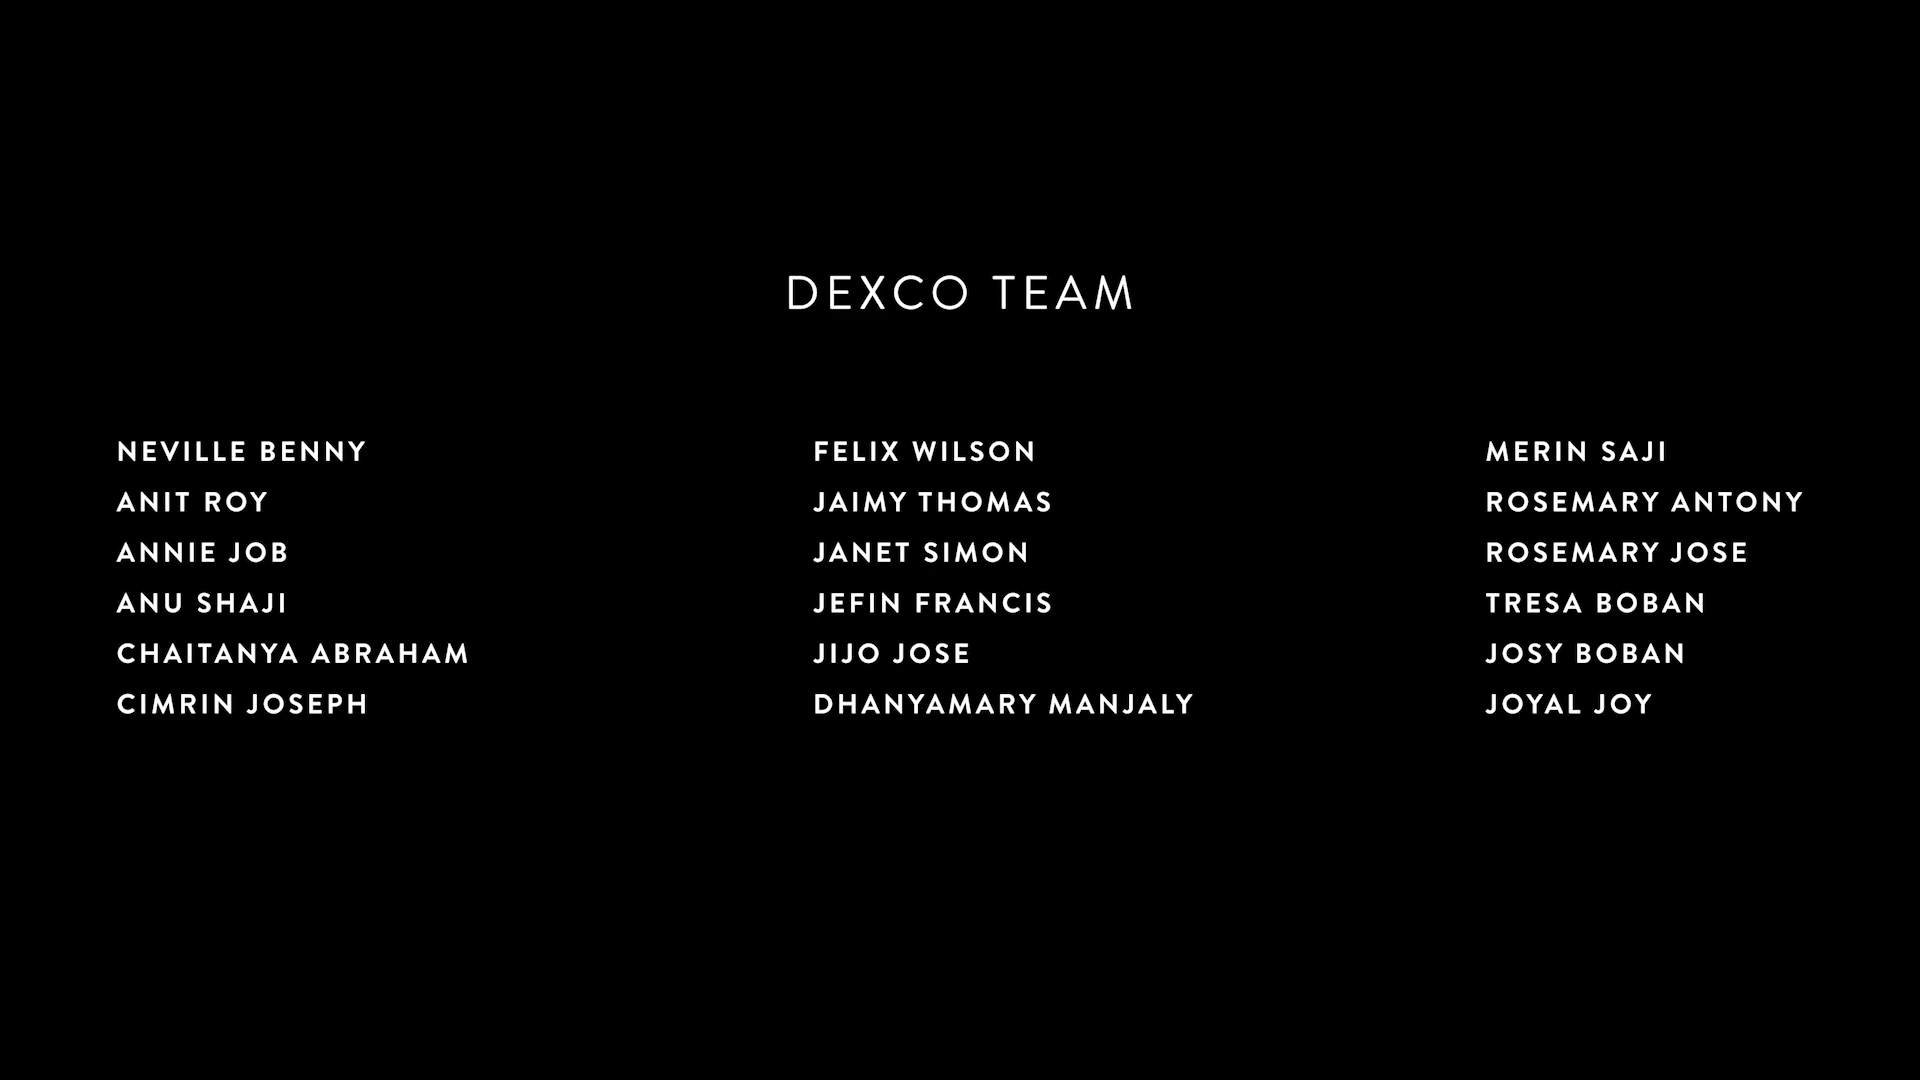 DEXCO TEAM
NEVILLE BENNY
ANIT ROY
ANNIE JOB
ANU SHAJI
CHAITANYA ABRAHAM
CIMRIN JOSEPH
FELIX WILSON
JAIMY THOMAS
JANET SIMON
JEFIN FRANCIS
JIJO JOSE
DHANYAMARY MANJALY
MERIN SAJI
ROSEMARY ANTONY
ROSEMARY JOSE
TRESA BOBAN
JOSY BOBAN
JOYAL JOY